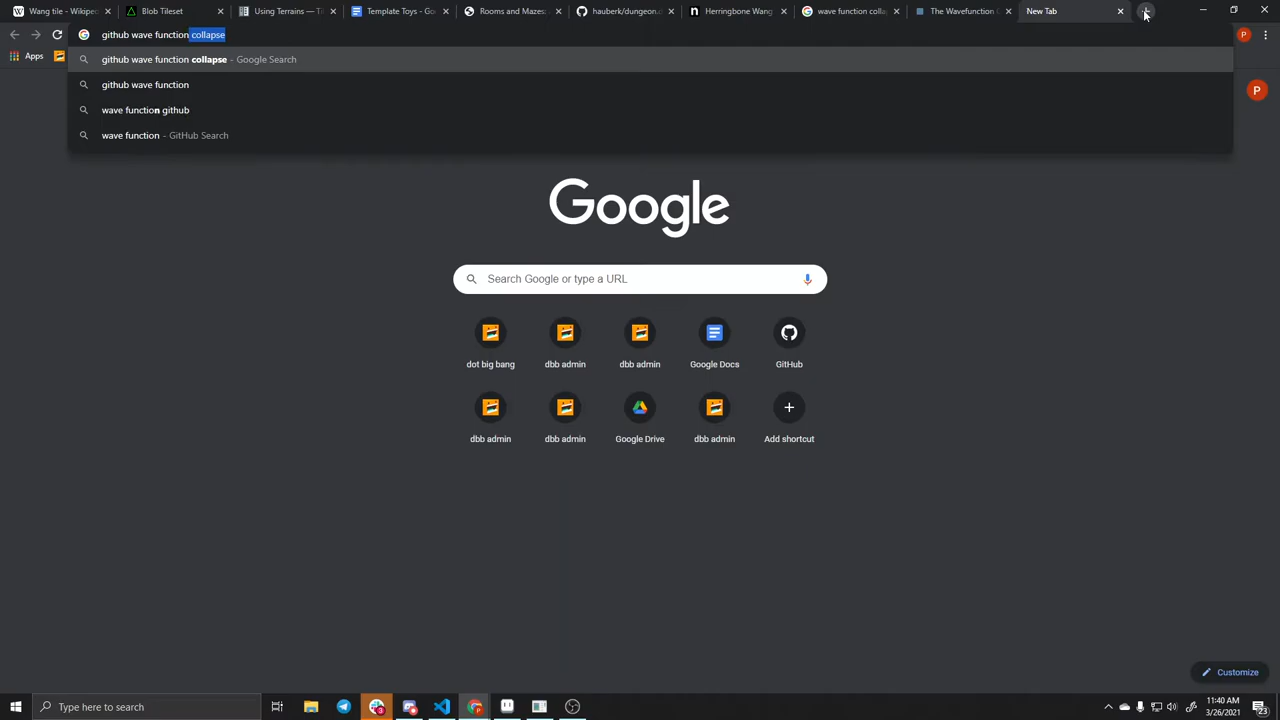 Wang tile - Wikipe
Blob Tileset
Using Terrains — Ti
Template Toys - Go
Rooms and Mazes
hauberk/dungeon.d
Herringbone Wang
wave function colla
The Wavefunction C
New Tab
github wave function collapse
Apps
github wave function collapse - Google Search
github wave function
wave function github
wave function - GitHub Search
P
P
Google
Search Google or type a URL
dot big bang
dbb admin
dbb admin
Google Docs
GitHub
dbb admin
dbb admin
Google Drive
dbb admin
Add shortcut
Customize
Type here to search
11:40 AM
3/26/2021